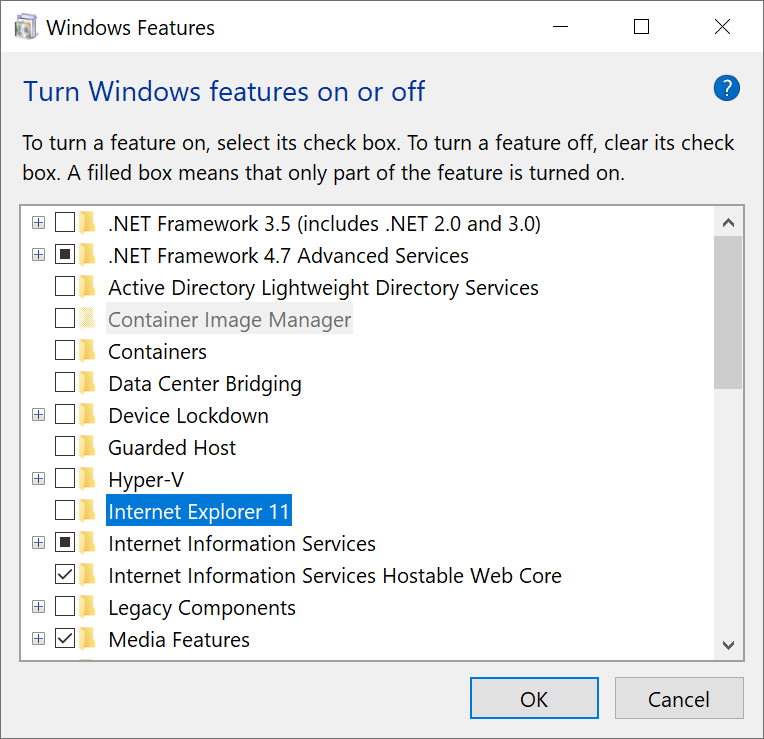 Windows Features
Turn Windows features on or off
?
To turn a feature on, select its check box. To turn a feature off, clear its check
box. A filled box means that only part of the feature is turned on.
.NET Framework 3.5 (includes .NET 2.0 and 3.0)
.NET Framework 4.7 Advanced Services
Active Directory Lightweight Directory Services
Container Image Manager
Containers
Data Center Bridging
Device Lockdown
Guarded Host
Hyper-V
Internet Explorer 11
Internet Information Services
Internet Information Services Hostable Web Core
Legacy Components
Media Features
OK
Cancel